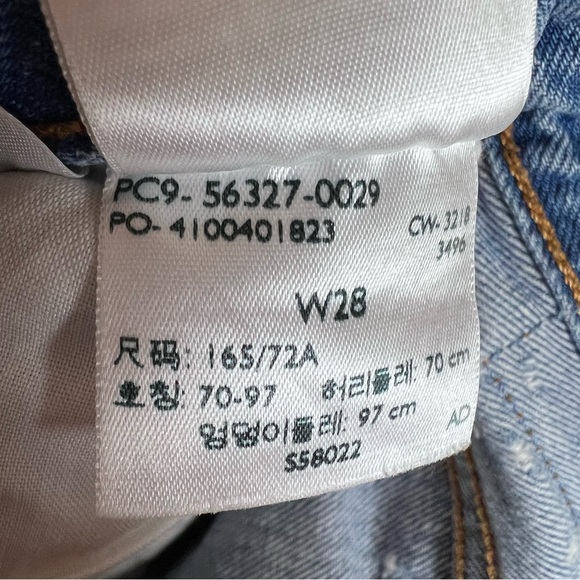 PC9- 56327-0029
PO- 4100401823 CW- 3218
3496
W28
尺码: 165/72A
호칭: 70-97 허리둘레: 70 cm
엉덩이둘레: 97 cm AD
S58022